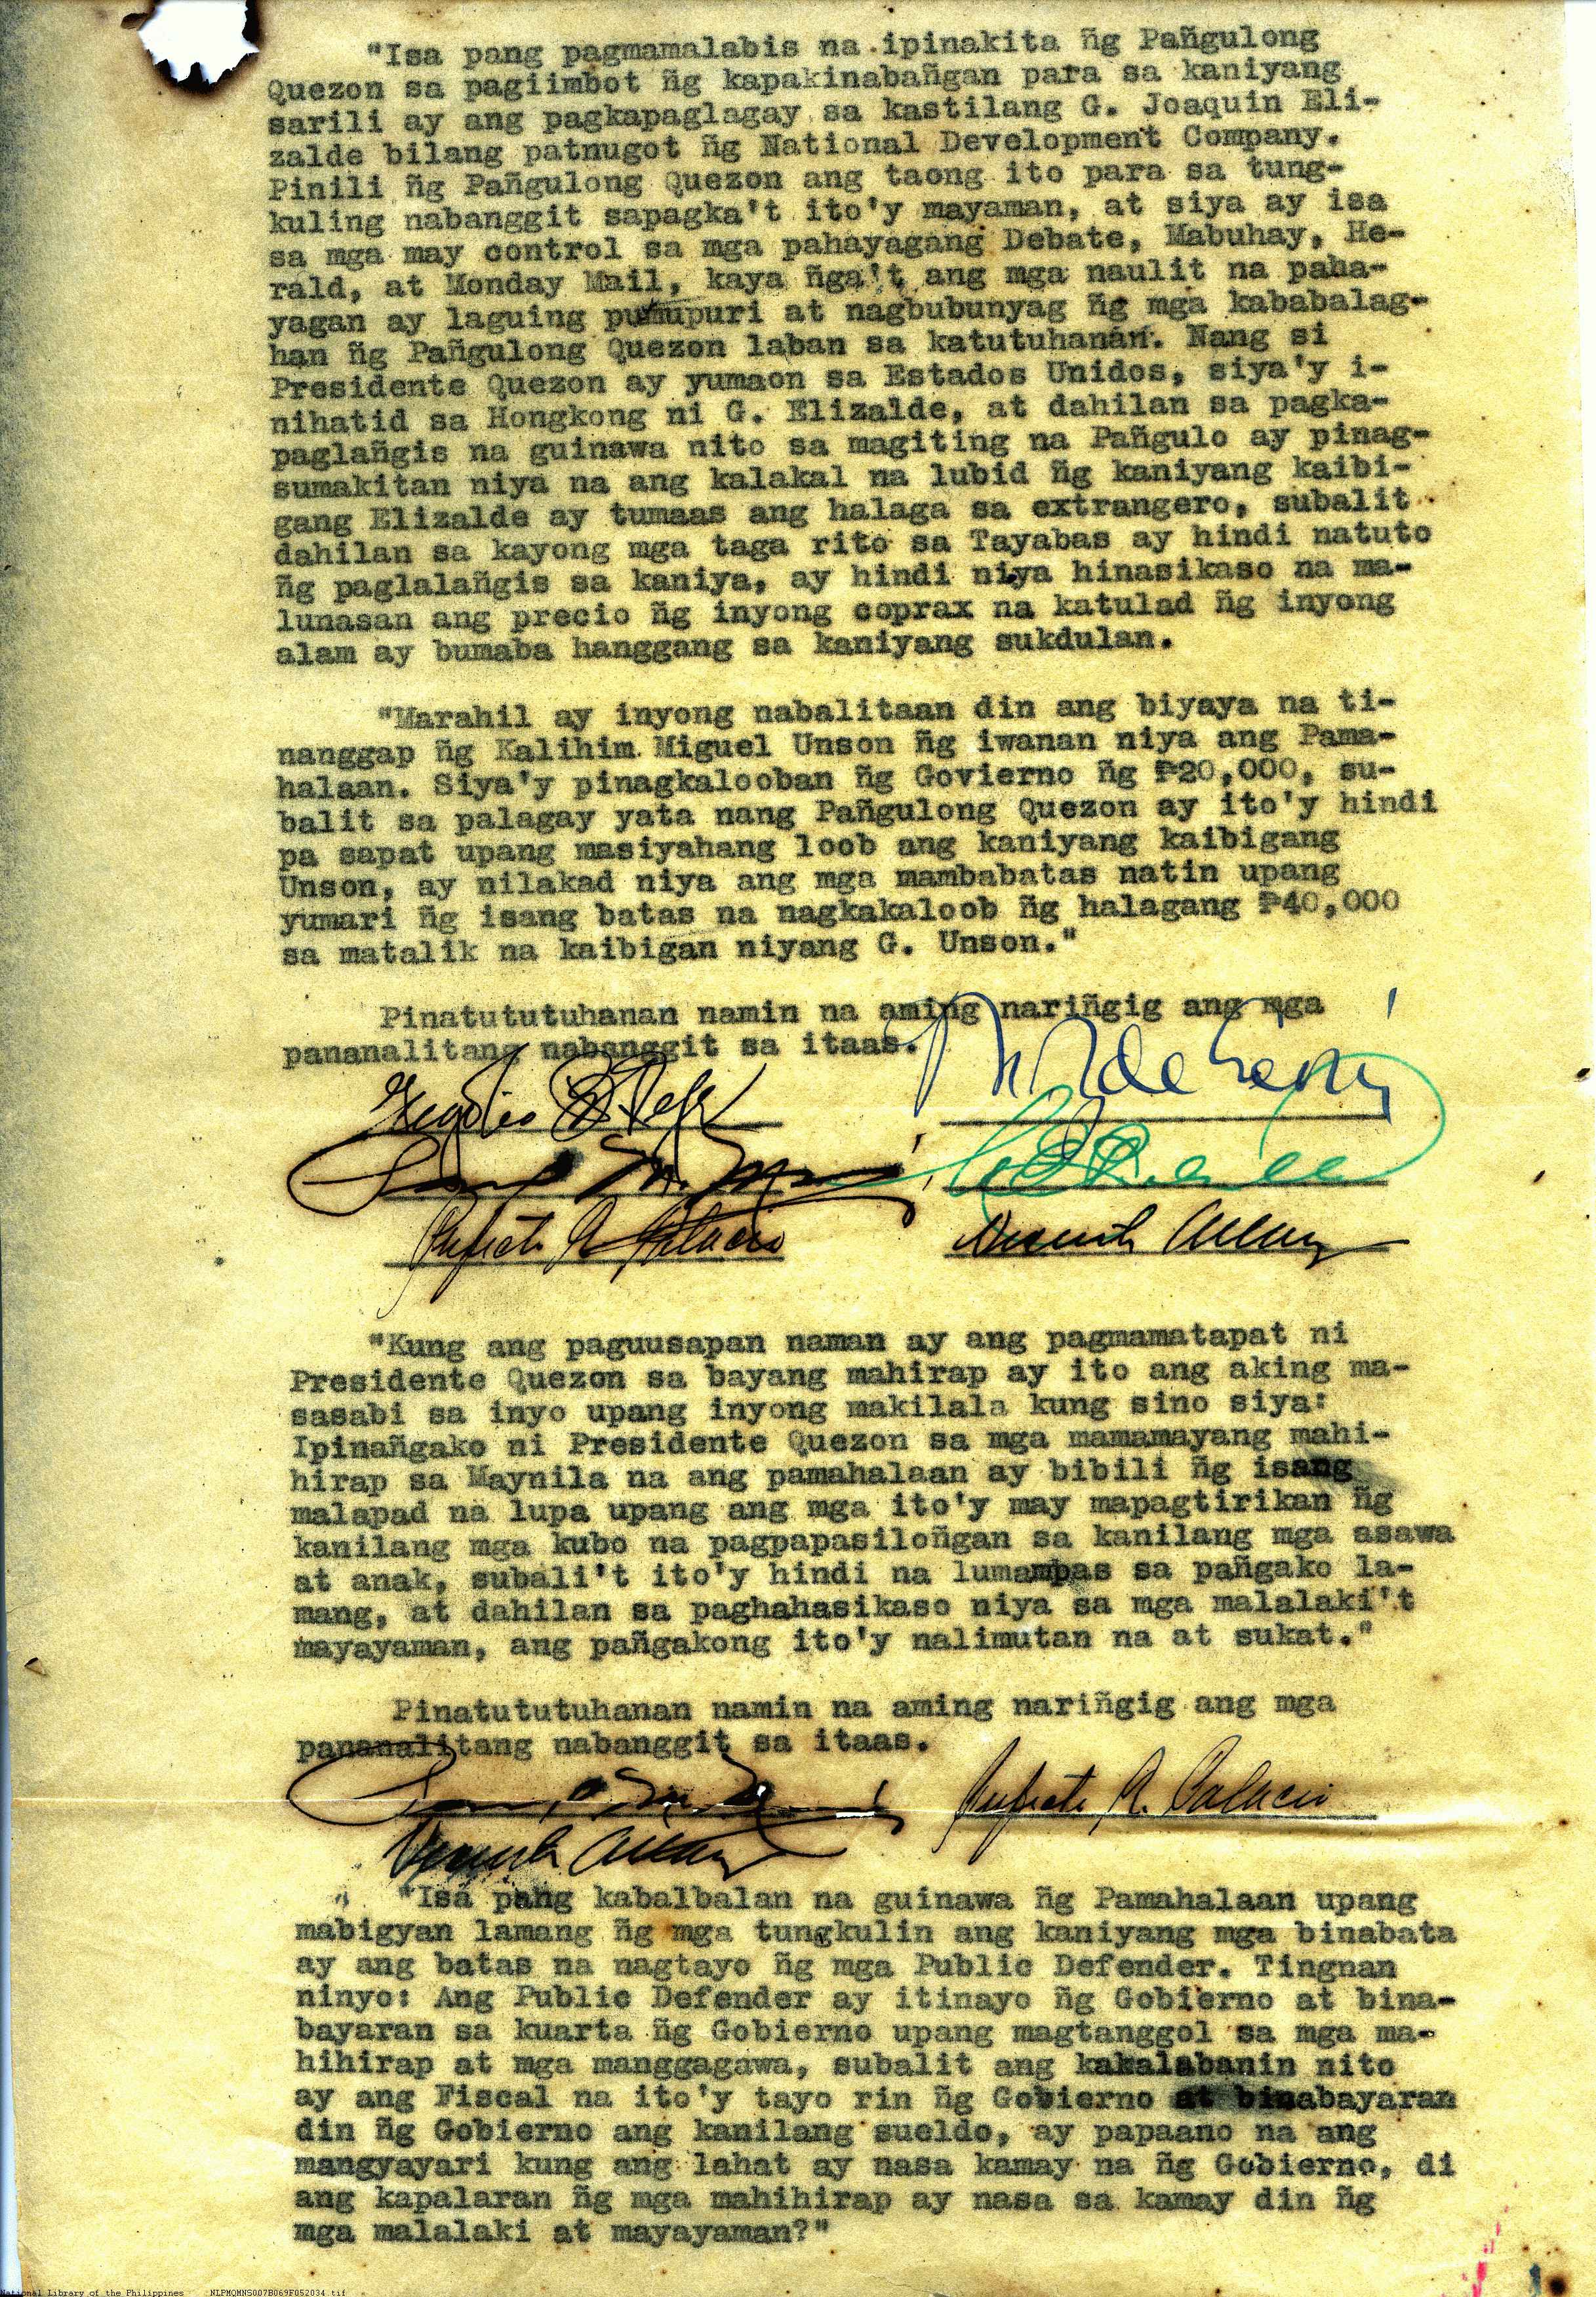 "Isa pang pagmamalabis na ipinakita ñg Pañgulong
Quezon sa pagiimbot ñg kapakinabañgan para sa kaniyang
sarili ay ang pagkapaglagay sa kastilang G. Joaquin Eli-
zalde bilang patnugot ñg National Development Company.
Pinili ñg Pañgulong Quezon ang taong ito para sa tung-
kuling nabanggit sapagka't ito'y mayaman, at siya ay isa
sa mga may control sa mga pahayagang Debate, Mabuhay, He-
rald, at Monday Mail, kaya ñga't ang mga naulit na paha-
yagan ay laguing pumupuri at nagbubunyag ñg mga kababalag-
han ñg Pañgulong Quezon laban sa katutuhanan. Nang si
Presidente Quezon ay yumaon sa Estados Unidos, siya'y i-
nihatid sa Hongkong ni G. Elizalde, at dahilan sa pagka-
paglañgis na guinawa nito sa magiting na Pañgulo ay pinag-
sumakitan niya na ang kalakal na lubid ñg kaniyang kaibi-
gang Elizalde ay tumaas ang halaga sa extrangero, subalit
dahilan sa kayong mga taga rito sa Tayabas ay hindi natuto
ñg paglalañgis sa kaniya, ay hindi niya hinasikaso na ma-
lunasan ang precio ñg inyong coprax na katulad ñg inyong
alam ay bumaba hanggang sa kaniyang sukdulan.
"Marahil ay inyong nabalitaan din ang biyaya na ti-
nanggap ñg Kalihim Miguel Unson ñg iwanan niya ang Pama-
halaan. Siya'y pinagkalooban ñg Govierno ñg ₱20,000, su-
balit sa palagay yata nang Pañgulong Quezon ay ito'y hindi
pa sapat upang masiyahang loob ang kaniyang kaibigang
Unson, ay nilakad niya ang mga mambabatas natin upang
yumari ñg isang batas na nagkakaloob ñg halagang ₱40,000
sa matalik na kaibigan niyang G. Unson."
Pinatututuhanan namin na aming nariñgig ang mga
pananalitang nabanggit sa itaas.
"Kung ang paguusapan naman ay ang pagmamatapat ni
Presidente Quezon sa bayang mahirap ay ito ang aking ma-
sasabi sa inyo upang inyong makilala kung sino siya:
Ipinañgako ni Presidente Quezon sa mga mamamayang mahi-
hirap sa Maynila na ang pamahalaan ay bibili ñg isang
malapad na lupa upang ang mga ito'y may mapagtirikan ñg
kanilang mga kubo na pagpapasiloñgan sa kanilang mga asawa
at anak, subali't ito'y hindi na lumampas sa pañgako la-
mang, at dahilan sa paghahasikaso niya sa mga malalaki't
mayayaman, ang pañgakong ito'y nalimutan na at sukat."
Pinatututuhanan namin na aming nariñgig ang mga
pananalitang nabanggit sa itaas.
"Isa pang kabalbalan na guinawa ñg Pamahalaan upang
mabigyan lamang ñg mga tungkulin ang kaniyang mga binabata
ay ang batas na nagtayo ñg mga Public Defender. Tingnan
ninyo: Ang Public Defender ay itinayo ñg Gobierno at bina-
bayaran sa kuarta ñg Gobierno upang magtanggol sa mga ma-
hihirap at mga manggagawa, subalit ang kakalabanin nito
ay ang Fiscal na ito'y tayo rin ñg Gobierno at binabayaran
din ñg Gobierno ang kanilang sueldo, ay papaano na ang
mangyayari kung ang lahat ay nasa kamay na ñg Gobierno, di
ang kapalaran ñg mga mahihirap ay nasa sa kamay din ñg
mga malalaki at mayayaman?"
National Library of the Philippines NLPMQMNS007B069F052034.tif